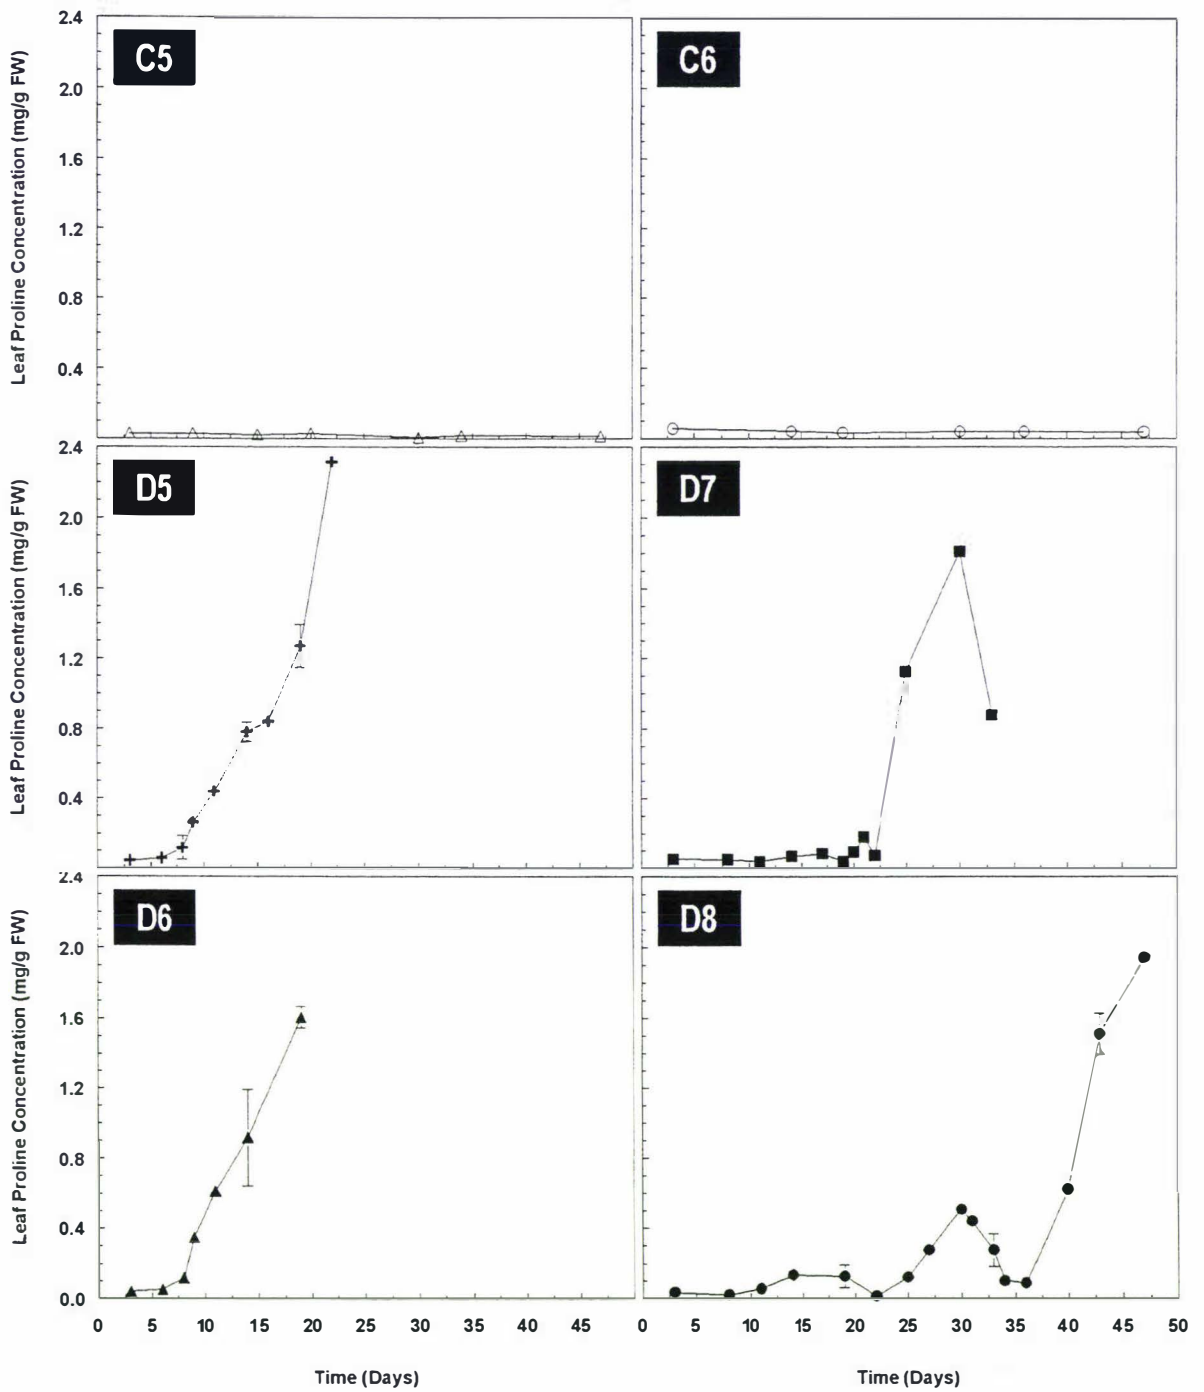 2.4
2.0
1.6
1.2
0.8
0.4
Leaf Proline Concentration (mg/g FW)
C5
C6
2.4
2.0
1.6
1.2
0.8
0.4
Leaf Proline Concentration (mg/g FW)
D5
D7
2.4
2.0
1.6
1.2
0.8
0.4
0.0
Leaf Proline Concentration (mg/g FW)
D6
D8
0 5 10 15 20 25 30 35 40 45
0 5 10 15 20 25 30 35 40 45 50
Time (Days)
Time (Days)